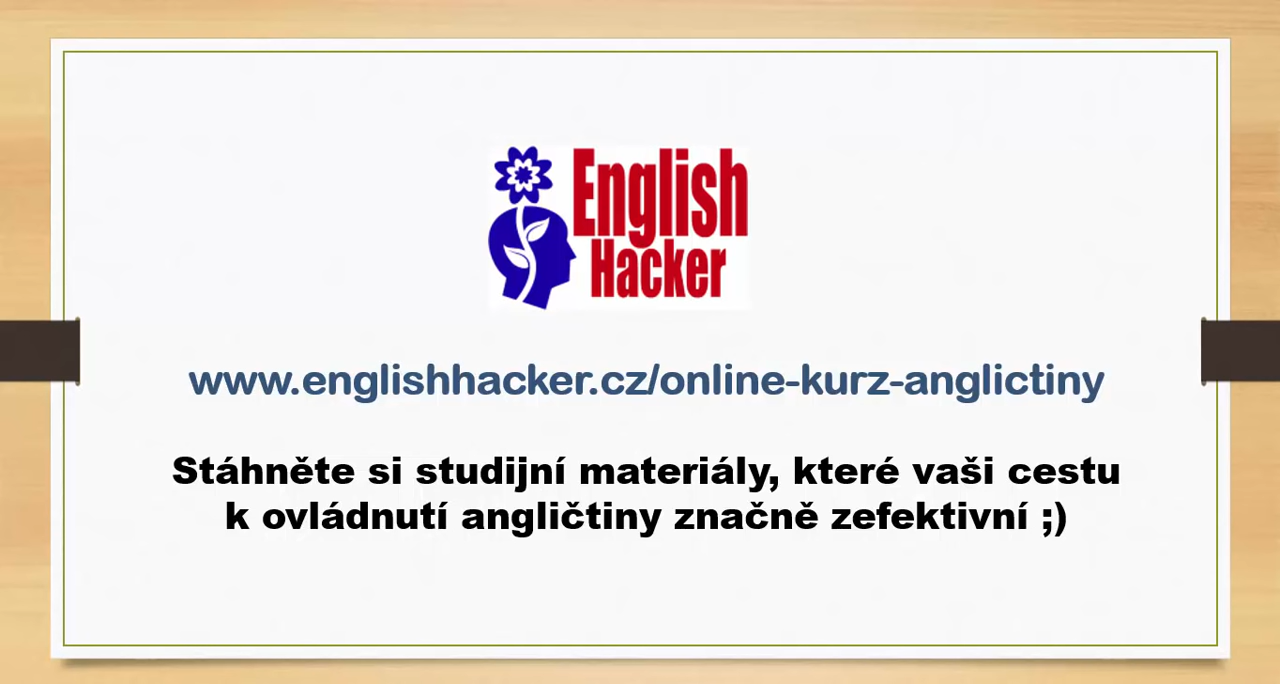 English
Hacker
www.englishhacker.cz/online-kurz-anglictiny
Stáhněte si studijní materiály, které vaši cestu
k ovládnutí angličtiny značně zefektivní ;)